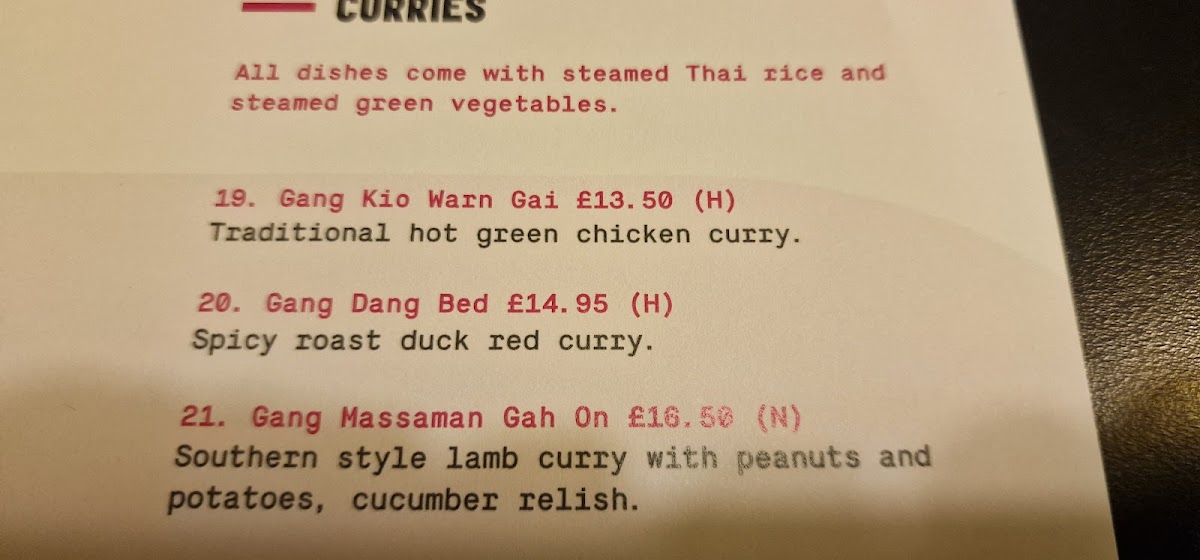 CURRIES
All dishes come with steamed Thai rice and
steamed green vegetables.
19. Gang Kio Warn Gai £13.50 (H)
Traditional hot green chicken curry.
20. Gang Dang Bed £14.95 (H)
Spicy roast duck red curry.
21. Gang Massaman Gah On £16.50 (N)
Southern style lamb curry with peanuts and
potatoes, cucumber relish.